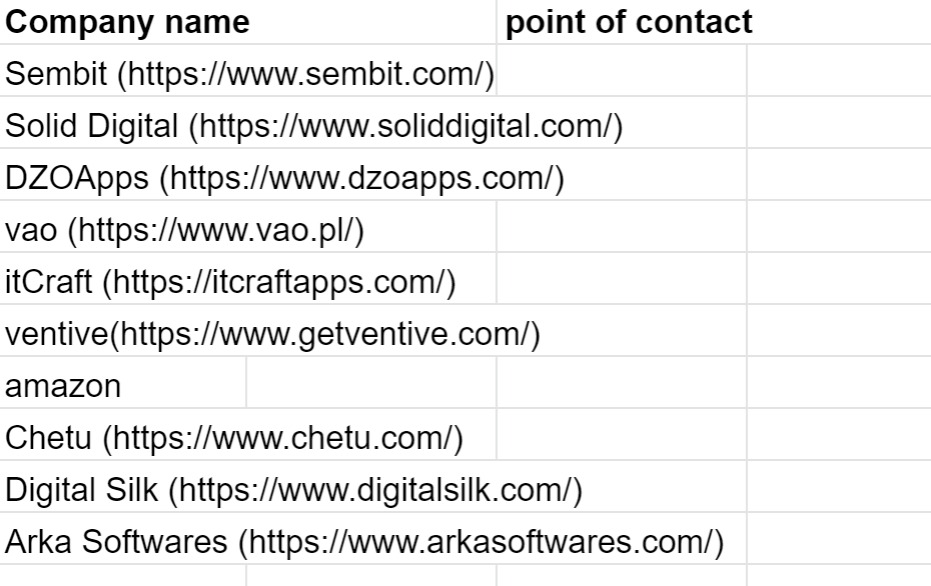 Company name point of contact
Sembit (https://www.sembit.com/)
Solid Digital (https://www.soliddigital.com/)
DZOApps (https://www.dzoapps.com/)
vao (https://www.vao.pl/)
itCraft (https://itcraftapps.com/)
ventive(https://www.getventive.com/)
amazon
Chetu (https://www.chetu.com/)
Digital Silk (https://www.digitalsilk.com/)
Arka Softwares (https://www.arkasoftwares.com/)